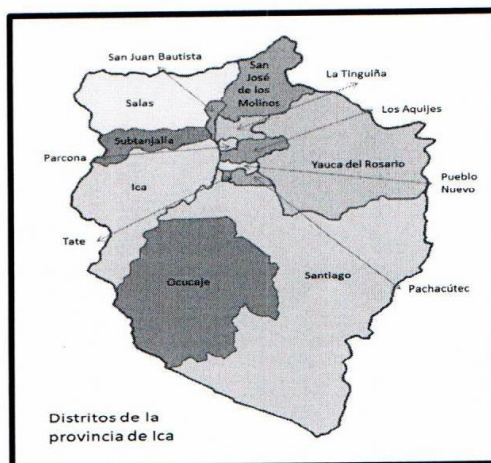 San Juan Bautista
San
José
de los
Molinos
La Tinguiña
Salas
Los Aquijes
Subtanjalla
Parcona
Yauca del Rosario
Ica
Pueblo
Nuevo
Tate
Santiago
Ocucaje
Pachacútec
Distritos de la
provincia de Ica